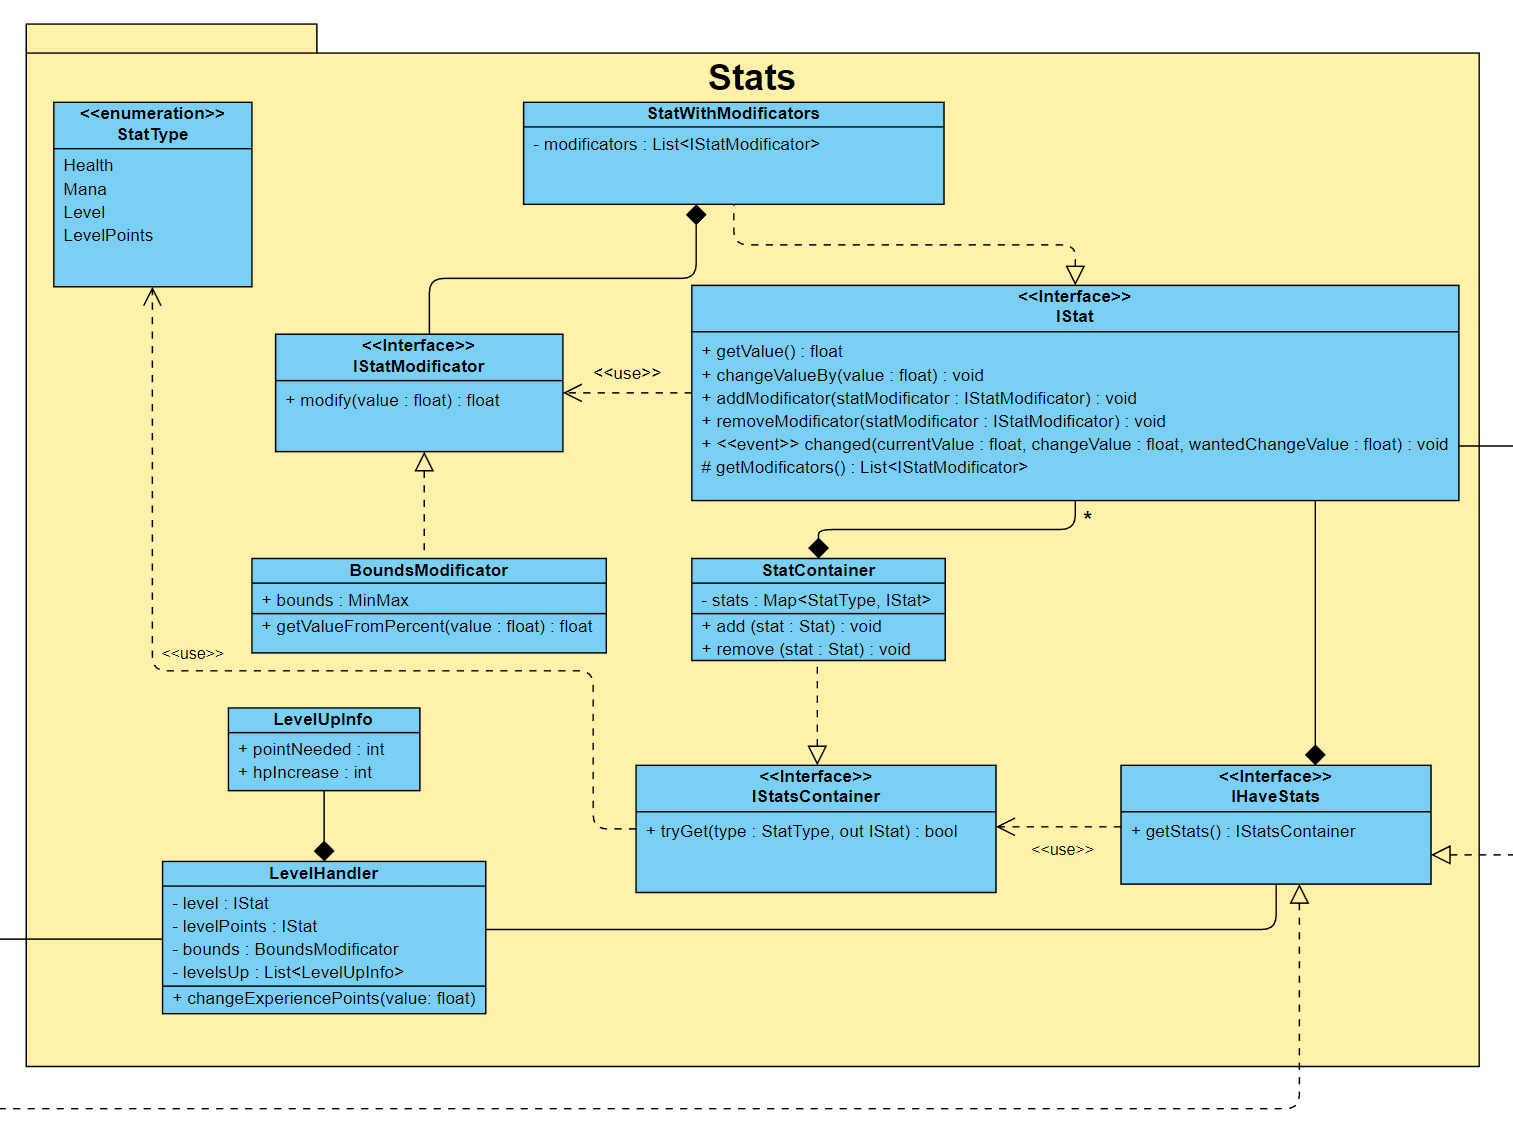 Stats
<<enumeration>>
StatType
Health
Mana
Level
LevelPoints
StatWithModificators
- modificators : List<IStatModificator>
<<Interface>>
IStat
+ getValue() : float
+ changeValueBy(value : float) : void
+ addModificator(statModificator : IStatModificator) : void
+ removeModificator(statModificator : IStatModificator) : void
+ <<event>> changed(currentValue : float, changeValue : float, wantedChangeValue : float) : void
# getModificators() : List<IStatModificator>
<<Interface>>
IStatModificator
+ modify(value : float) : float
<<use>>
*
BoundsModificator
+ bounds : MinMax
+ getValueFromPercent(value : float) : float
StatContainer
- stats : Map<StatType, IStat>
+ add (stat : Stat) : void
+ remove (stat : Stat) : void
<<use>>
LevelUpInfo
+ pointNeeded : int
+ hpIncrease : int
<<Interface>>
IStatsContainer
+ tryGet(type : StatType, out IStat) : bool
<<use>>
<<Interface>>
IHaveStats
+ getStats() : IStatsContainer
LevelHandler
- level : IStat
- levelPoints : IStat
- bounds : BoundsModificator
- levelsUp : List<LevelUpInfo>
+ changeExperiencePoints(value: float)